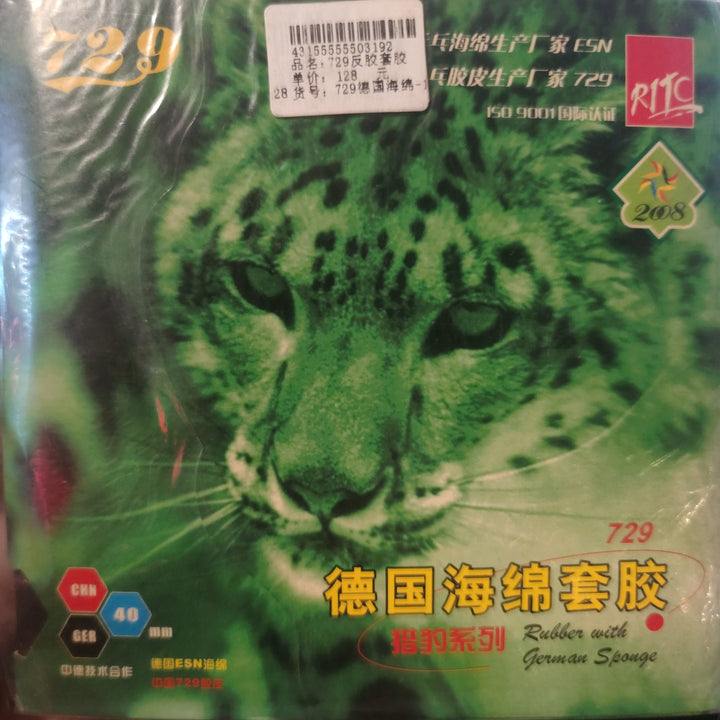 729
43155555503192
品名:729反胶套胶
单价: 128 元
28 货号: 729德国海绵-1
乓海绵生产厂家 ESN
乓胶皮生产厂家 729
ISO 9001国际认证
RITC
2008
729
德国海绵套胶
猎豹系列
Rubber with
German Sponge
CHN
GER
40
mm
中德技术合作
德国ESN海绵
中国729胶皮